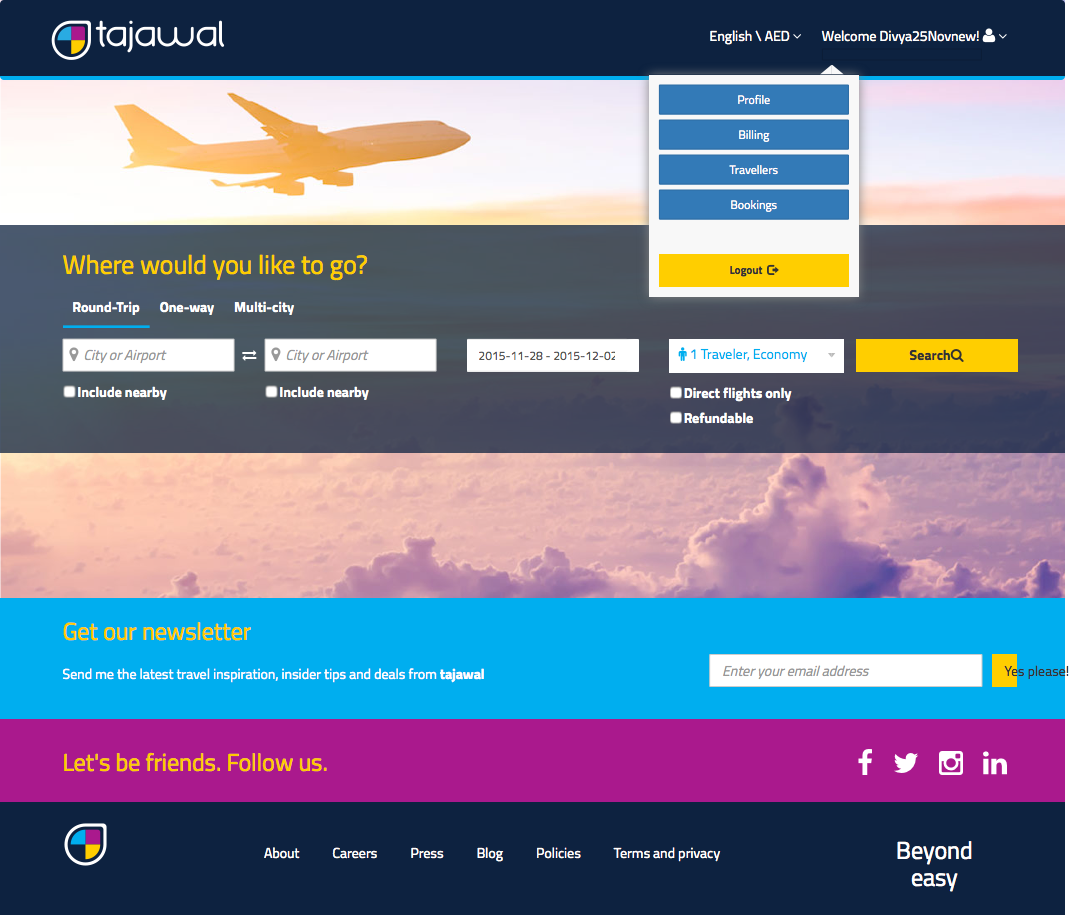 tajawal
English \ AED
Welcome Divya25Novnew!
Profile
Billing
Travellers
Bookings
Logout
Where would you like to go?
Round-Trip One-way Multi-city
City or Airport
City or Airport
2015-11-28 - 2015-12-02
1 Traveler, Economy
Search
Include nearby
Include nearby
Direct flights only
Refundable
Get our newsletter
Send me the latest travel inspiration, insider tips and deals from tajawal
Enter your email address
Yes please!
Let's be friends. Follow us.
About Careers Press Blog Policies Terms and privacy
Beyond
easy